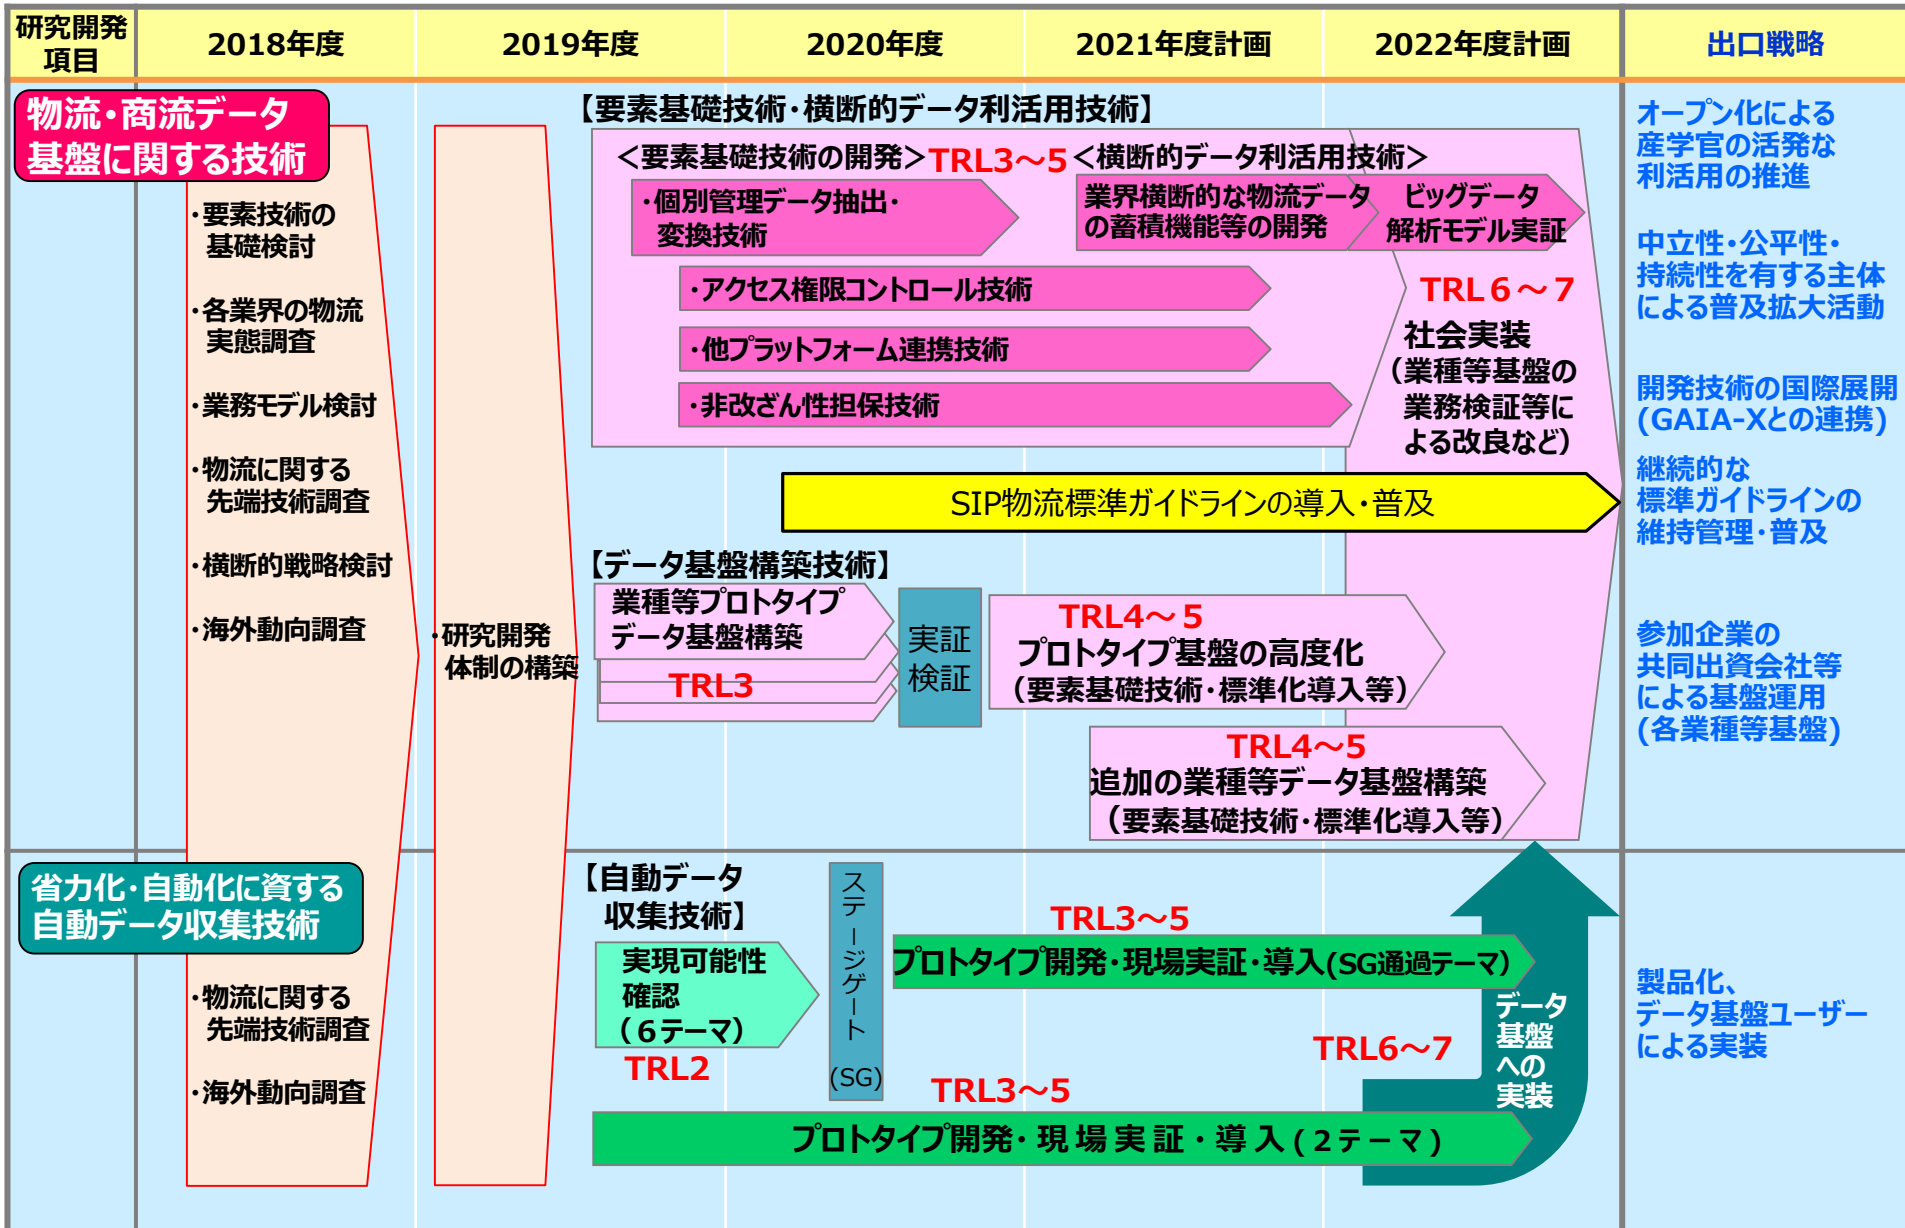 研究開発
項目
2018年度
2019年度
2020年度
2021年度計画
2022年度計画
出口戦略
物流・商流データ
基盤に関する技術
・要素技術の
基礎検討
・各業界の物流
実態調査
・業務モデル検討
・物流に関する
先端技術調査
・横断的戦略検討
・海外動向調査
・研究開発
体制の構築
【要素基礎技術・横断的データ利活用技術】
＜要素基礎技術の開発＞
TRL3～5
＜横断的データ利活用技術＞
・個別管理データ抽出・
変換技術
業界横断的な物流データ
の蓄積機能等の開発
ビッグデータ
解析モデル実証
・アクセス権限コントロール技術
・他プラットフォーム連携技術
・非改ざん性担保技術
TRL６～７
社会実装
（業種等基盤の
業務検証等に
よる改良など）
SIP物流標準ガイドラインの導入・普及
【データ基盤構築技術】
業種等プロトタイプ
データ基盤構築
TRL3
実証
検証
TRL4～５
プロトタイプ基盤の高度化
（要素基礎技術・標準化導入等）
TRL4～5
追加の業種等データ基盤構築
（要素基礎技術・標準化導入等）
オープン化による
産学官の活発な
利活用の推進
中立性・公平性・
持続性を有する主体
による普及拡大活動
開発技術の国際展開
(GAIA-Xとの連携)
継続的な
標準ガイドラインの
維持管理・普及
参加企業の
共同出資会社等
による基盤運用
(各業種等基盤)
省力化・自動化に資する
自動データ収集技術
・物流に関する
先端技術調査
・海外動向調査
【自動データ
収集技術】
実現可能性
確認
（６テーマ）
TRL2
ステージゲート
(SG)
TRL3～5
プロトタイプ開発・現場実証・導入(SG通過テーマ）
TRL3～5
プロトタイプ開発・現場実証・導入(２テーマ)
TRL6～7
データ
基盤
への
実装
製品化、
データ基盤ユーザー
による実装